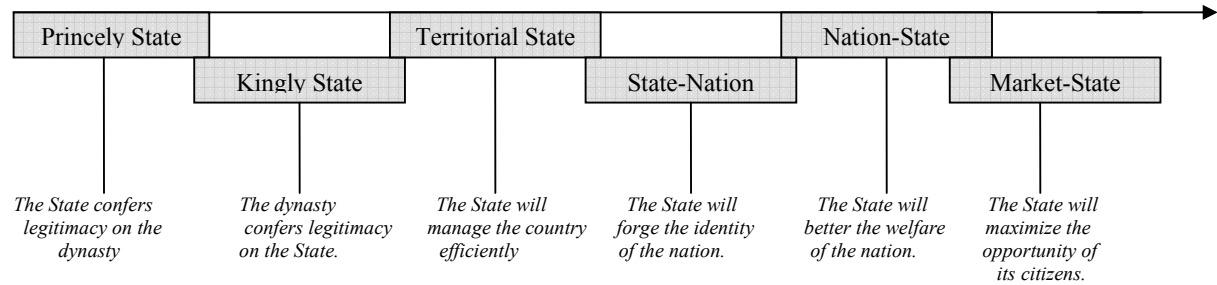 Princely State
Territorial State
Nation-State
Kingly State
State-Nation
Market-State
The State confers
legitimacy on the
dynasty
The dynasty
confers legitimacy
on the State.
The State will
manage the country
efficiently
The State will
forge the identity
of the nation.
The State will
better the welfare
of the nation.
The State will
maximize the
opportunity of
its citizens.